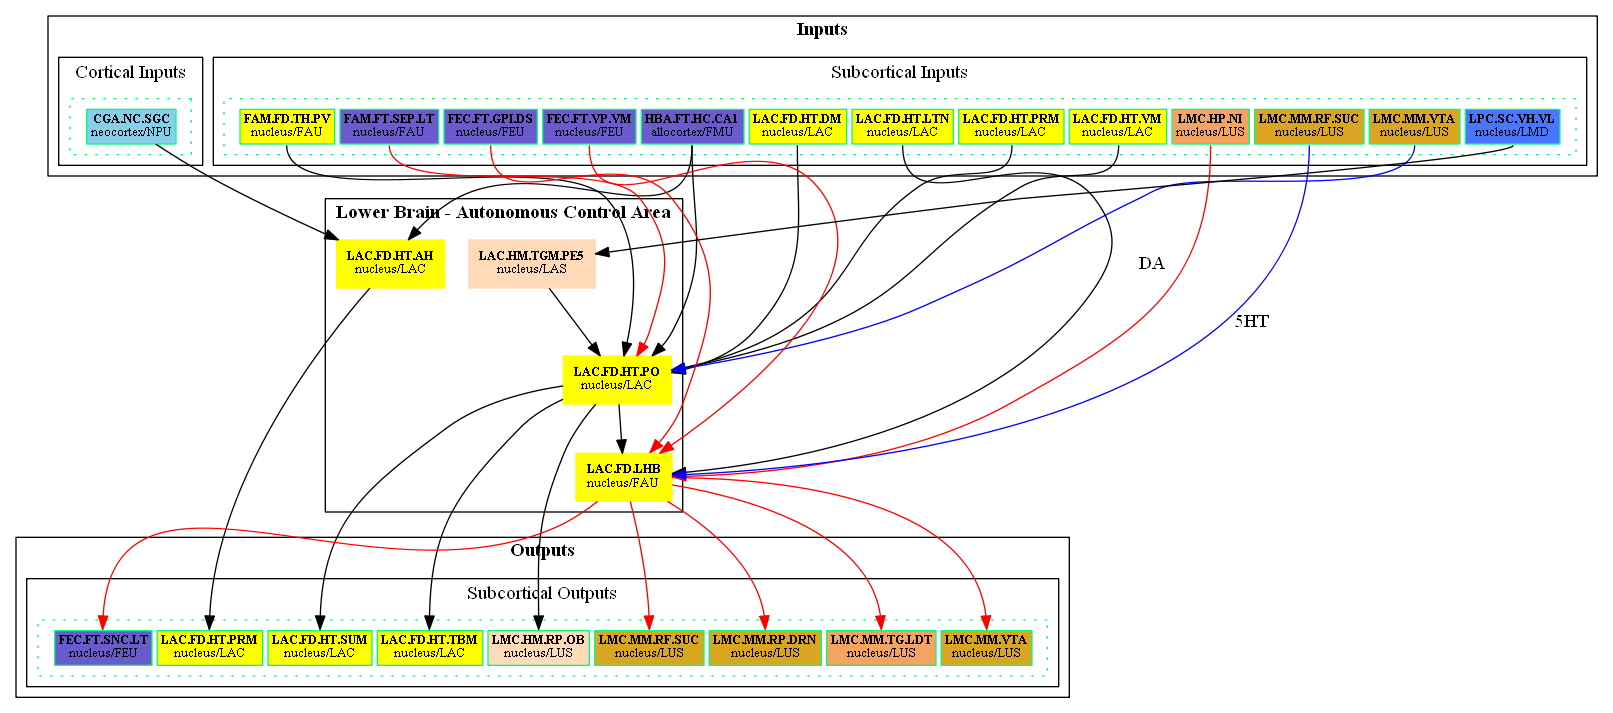 Inputs
Cortical Inputs
Subcortical Inputs
CGA.NC.SGC
neocortex/NPU
FAM.FD.TH.PV
nucleus/FAU
FAM.FT.SEP.LT
nucleus/FAU
FEC.FT.GPI.DS
nucleus/FEU
FEC.FT.VP.VM
nucleus/FEU
HBA.FT.HC.CA1
allocortex/FMU
LAC.FD.HT.DM
nucleus/LAC
LAC.FD.HT.LTN
nucleus/LAC
LAC.FD.HT.PRM
nucleus/LAC
LAC.FD.HT.VM
nucleus/LAC
LMC.HP.NI
nucleus/LUS
LMC.MM.RF.SUC
nucleus/LUS
LMC.MM.VTA
nucleus/LUS
LPC.SC.VH.VL
nucleus/LMD
Lower Brain - Autonomous Control Area
LAC.FD.HT.AH
nucleus/LAC
LAC.HM.TGM.PE5
nucleus/LAS
DA
5HT
LAC.FD.HT.PO
nucleus/LAC
LAC.FD.LHB
nucleus/FAU
Outputs
Subcortical Outputs
FEC.FT.SNC.LT
nucleus/FEU
LAC.FD.HT.PRM
nucleus/LAC
LAC.FD.HT.SUM
nucleus/LAC
LAC.FD.HT.TBM
nucleus/LAC
LMC.HM.RP.OB
nucleus/LUS
LMC.MM.RF.SUC
nucleus/LUS
LMC.MM.RP.DRN
nucleus/LUS
LMC.MM.TG.LDT
nucleus/LUS
LMC.MM.VTA
nucleus/LUS